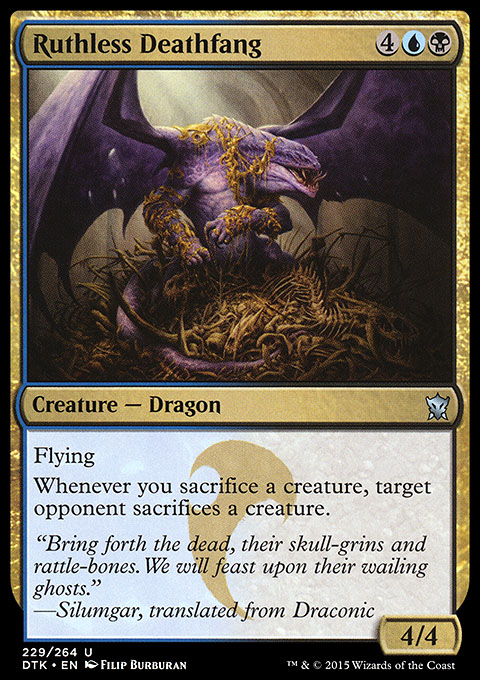 Ruthless Deathfang 4
Creature — Dragon
Flying
Whenever you sacrifice a creature, target
opponent sacrifices a creature.
“Bring forth the dead, their skull-grins and
rattle-bones. We will feast upon their wailing
ghosts.”
—Silumgar, translated from Draconic
4/4
229/264 U
DTK • EN Filip Burburan
™ & © 2015 Wizards of the Coast